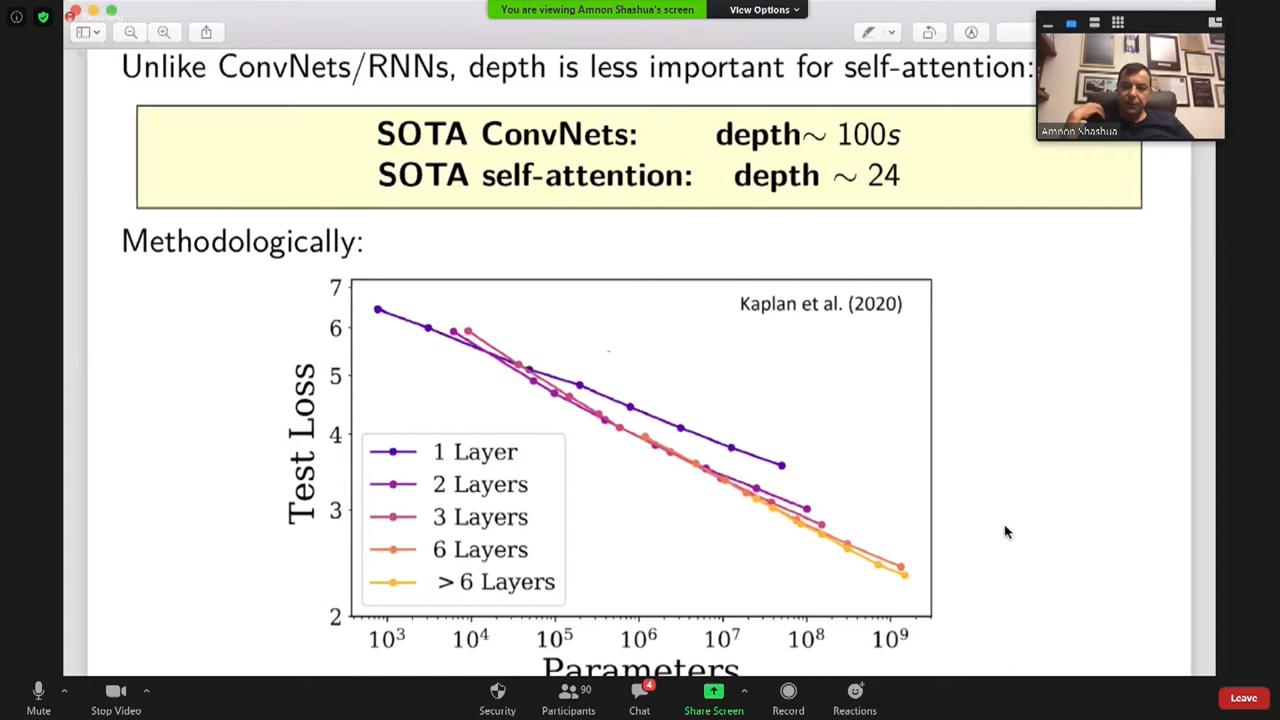 Recording
You are viewing Amnon Shashua's screen
View Options
Unlike ConvNets/RNNs, depth is less important for self-attention:
Amnon Shashua
SOTA ConvNets: depth∼ 100s
SOTA self-attention: depth ∼ 24
Methodologically:
Kaplan et al. (2020)
Test Loss
7
6
5
4
3
2
1 Layer
2 Layers
3 Layers
6 Layers
> 6 Layers
10³ 10⁴ 10⁵ 10⁶ 10⁷ 10⁸ 10⁹
Parameters
Mute
Stop Video
Security
Participants 90
Chat 4
Share Screen
Record
Reactions
Leave